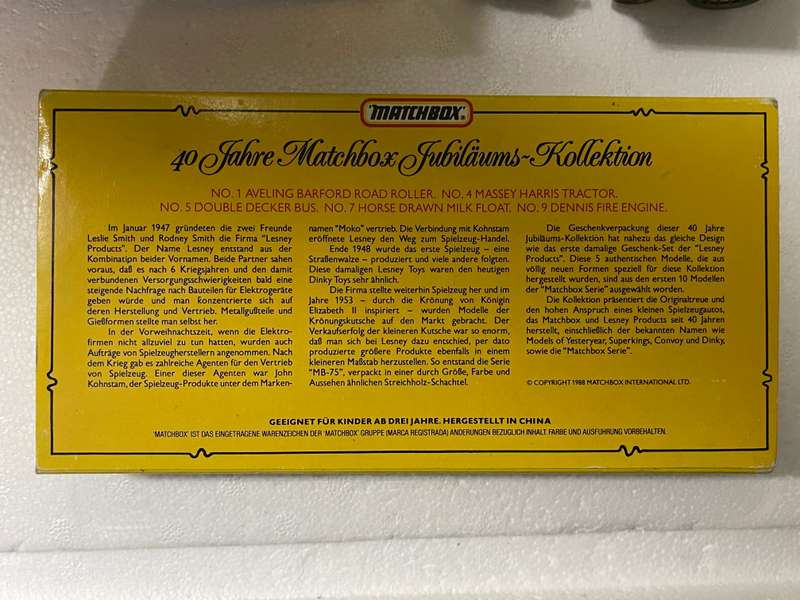 "MATCHBOX"®
40 Jahre Matchbox Jubiläums-Kollektion
NO. 1 AVELING BARFORD ROAD ROLLER. NO. 4 MASSEY HARRIS TRACTOR.
NO. 5 DOUBLE DECKER BUS. NO. 7 HORSE DRAWN MILK FLOAT. NO. 9 DENNIS FIRE ENGINE.
Im Januar 1947 gründeten die zwei Freunde
Leslie Smith und Rodney Smith die Firma "Lesney
Products". Der Name Lesney entstand aus der
Kombination beider Vornamen. Beide Partner sahen
voraus, daß es nach 6 Kriegsjahren und den damit
verbundenen Versorgungsschwierigkeiten bald eine
steigende Nachfrage nach Bauteilen für Elektrogeräte
geben würde und man konzentrierte sich auf
deren Herstellung und Vertrieb. Metallgußteile und
Gießformen stellte man selbst her.
In der Vorweihnachtszeit, wenn die Elektro-
firmen nicht allzuviel zu tun hatten, wurden auch
Aufträge von Spielzeugherstellern angenommen. Nach
dem Krieg gab es zahlreiche Agenten für den Vertrieb
von Spielzeug. Einer dieser Agenten war John
Kohnstam, der Spielzeug-Produkte unter dem Marken-
namen "Moko" vertrieb. Die Verbindung mit Kohnstam
eröffnete Lesney den Weg zum Spielzeug-Handel.
Ende 1948 wurde das erste Spielzeug – eine
Straßenwalze – produziert und viele andere folgten.
Diese damaligen Lesney Toys waren den heutigen
Dinky Toys sehr ähnlich.
Die Firma stellte weiterhin Spielzeug her und im
Jahre 1953 – durch die Krönung von Königin
Elizabeth II inspiriert – wurden Modelle der
Krönungskutsche auf den Markt gebracht. Der
Verkaufserfolg der kleineren Kutsche war so enorm,
daß man sich bei Lesney dazu entschied, per dato
produzierte größere Produkte ebenfalls in einem
kleineren Maßstab herzustellen. So entstand die Serie
"MB-75", verpackt in einer durch Größe, Farbe und
Aussehen ähnlichen Streichholz-Schachtel.
Die Geschenkverpackung dieser 40 Jahre
Jubiläums-Kollektion hat nahezu das gleiche Design
wie das erste damalige Geschenk-Set der "Lesney
Products". Diese 5 authentischen Modelle, die aus
völlig neuen Formen speziell für diese Kollektion
hergestellt wurden, sind aus den ersten 10 Modellen
der "Matchbox Serie" ausgewählt worden.
Die Kollektion präsentiert die Originaltreue und
den hohen Anspruch eines kleinen Spielzeugautos,
das Matchbox und Lesney Products seit 40 Jahren
herstellt, einschließlich der bekannten Namen wie
Models of Yesteryear, Superkings, Convoy und Dinky,
sowie die "Matchbox Serie".
© COPYRIGHT 1988 MATCHBOX INTERNATIONAL LTD.
GEEIGNET FÜR KINDER AB DREI JAHRE. HERGESTELLT IN CHINA
'MATCHBOX' IST DAS EINGETRAGENE WARENZEICHEN DER 'MATCHBOX' GRUPPE (MARCA REGISTRADA) ÄNDERUNGEN BEZÜGLICH INHALT. FARBE UND AUSFUHRUNG VORBEHALTEN.